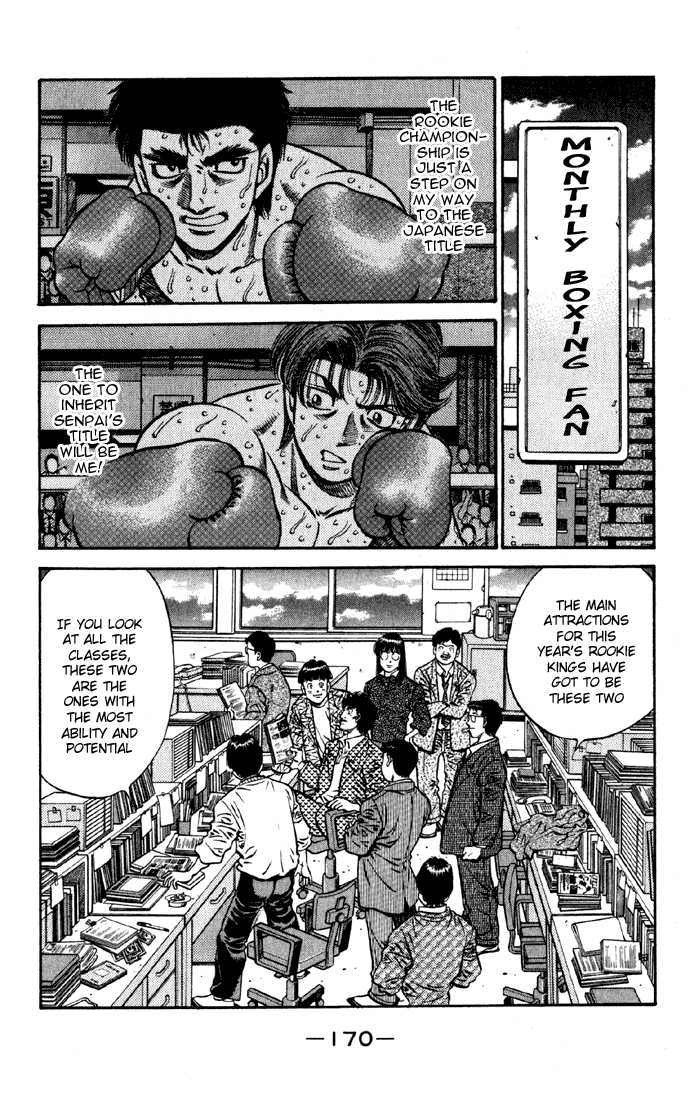 MONTHLY BOXING FAN
THE
ROOKIE
CHAMPION-
SHIP IS
JUST A
STEP ON
MY WAY
TO THE
JAPANESE
TITLE
THE
ONE TO
INHERIT
SENPAI'S
TITLE
WILL BE
ME!
THE MAIN
ATTRACTIONS
FOR THIS
YEAR'S ROOKIE
KINGS HAVE
GOT TO BE
THESE TWO
IF YOU LOOK
AT ALL THE
CLASSES,
THESE TWO
ARE THE
ONES WITH
THE MOST
ABILITY AND
POTENTIAL
—170—